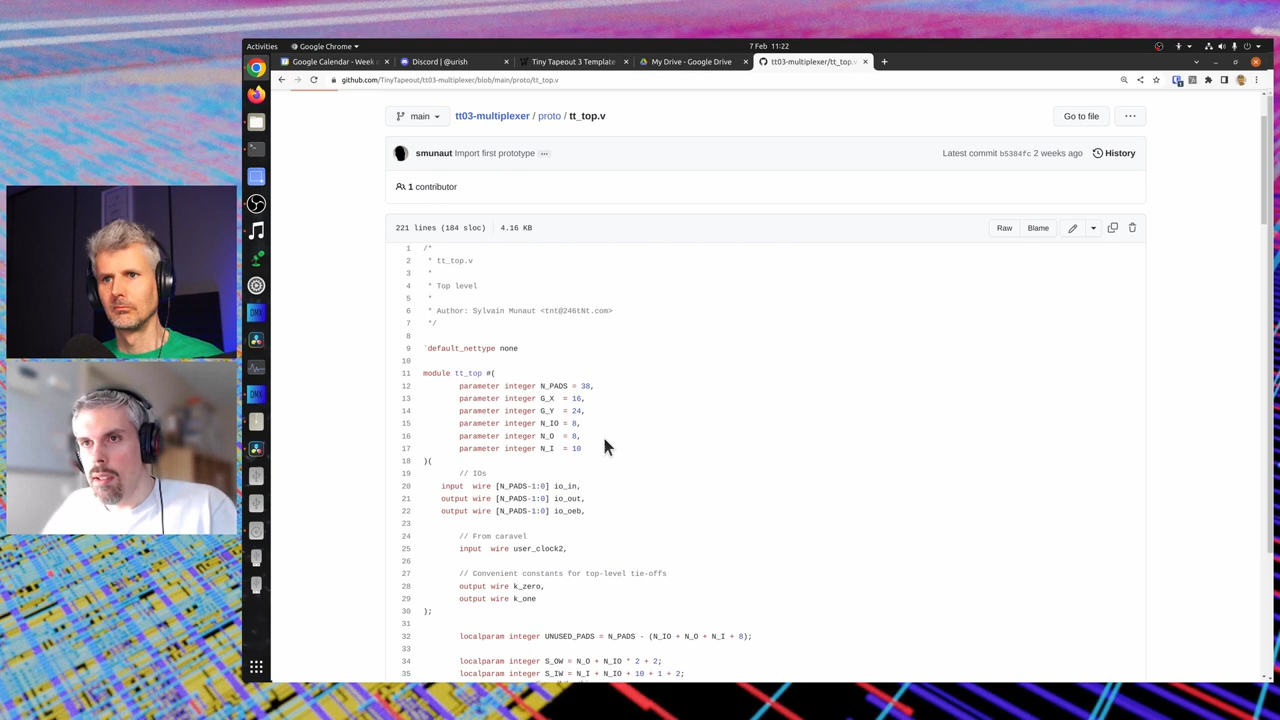 Activities
Google Chrome
7 Feb 11:22
Google Calendar - Week
Discord | @urish
Tiny Tapeout 3 Template
My Drive - Google Drive
tt03-multiplexer/tt_top.v
github.com/TinyTapeout/tt03-multiplexer/blob/main/proto/tt_top.v
main
tt03-multiplexer / proto / tt_top.v
Go to file
smunaut Import first prototype
Latest commit b5384fc 2 weeks ago
History
1 contributor
221 lines (184 sloc) 4.16 KB
Raw
Blame
1 /*
2 * tt_top.v
3 *
4 * Top level
5 *
6 * Author: Sylvain Munaut <tnt@246tNt.com>
7 */
8
9 `default_nettype none
10
11 module tt_top #(
12 parameter integer N_PADS = 38,
13 parameter integer G_X = 16,
14 parameter integer G_Y = 24,
15 parameter integer N_IO = 8,
16 parameter integer N_O = 8,
17 parameter integer N_I = 10
18 )(
19 // IOs
20 input wire [N_PADS-1:0] io_in,
21 output wire [N_PADS-1:0] io_out,
22 output wire [N_PADS-1:0] io_oeb,
23
24 // From caravel
25 input wire user_clock2,
26
27 // Convenient constants for top-level tie-offs
28 output wire k_zero,
29 output wire k_one
30 );
31
32 localparam integer UNUSED_PADS = N_PADS - (N_IO + N_O + N_I + 8);
33
34 localparam integer S_OW = N_O + N_IO * 2 + 2;
35 localparam integer S_IW = N_I + N_IO + 10 + 1 + 2;